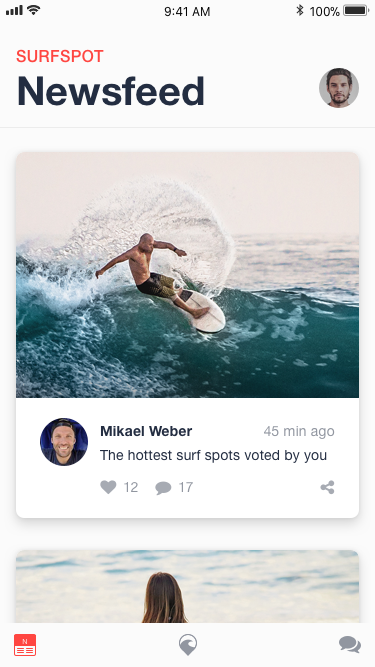 9:41 AM
100%
SURFSPOT
Newsfeed
Mikael Weber
45 min ago
The hottest surf spots voted by you
12
17
N